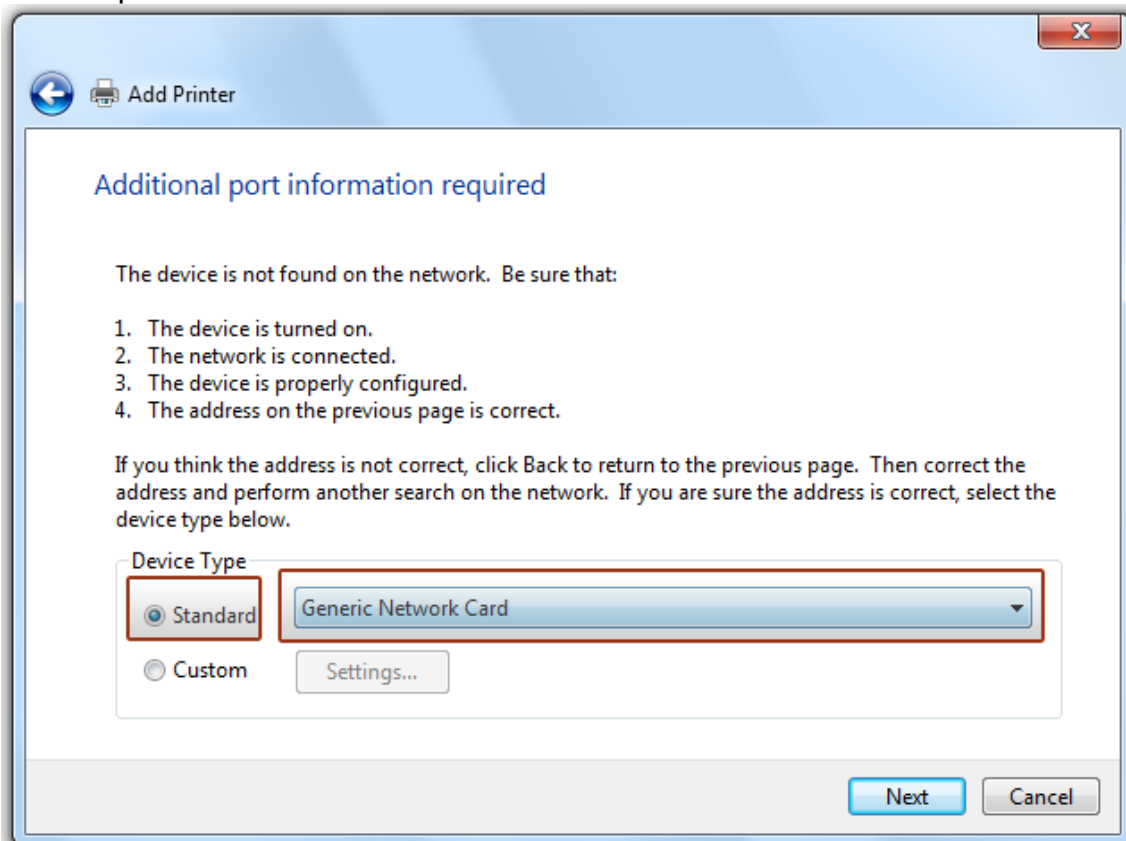 Add Printer
Additional port information required
The device is not found on the network. Be sure that:
1. The device is turned on.
2. The network is connected.
3. The device is properly configured.
4. The address on the previous page is correct.
If you think the address is not correct, click Back to return to the previous page. Then correct the
address and perform another search on the network. If you are sure the address is correct, select the
device type below.
Device Type
Standard
Generic Network Card
Custom
Settings...
Next
Cancel